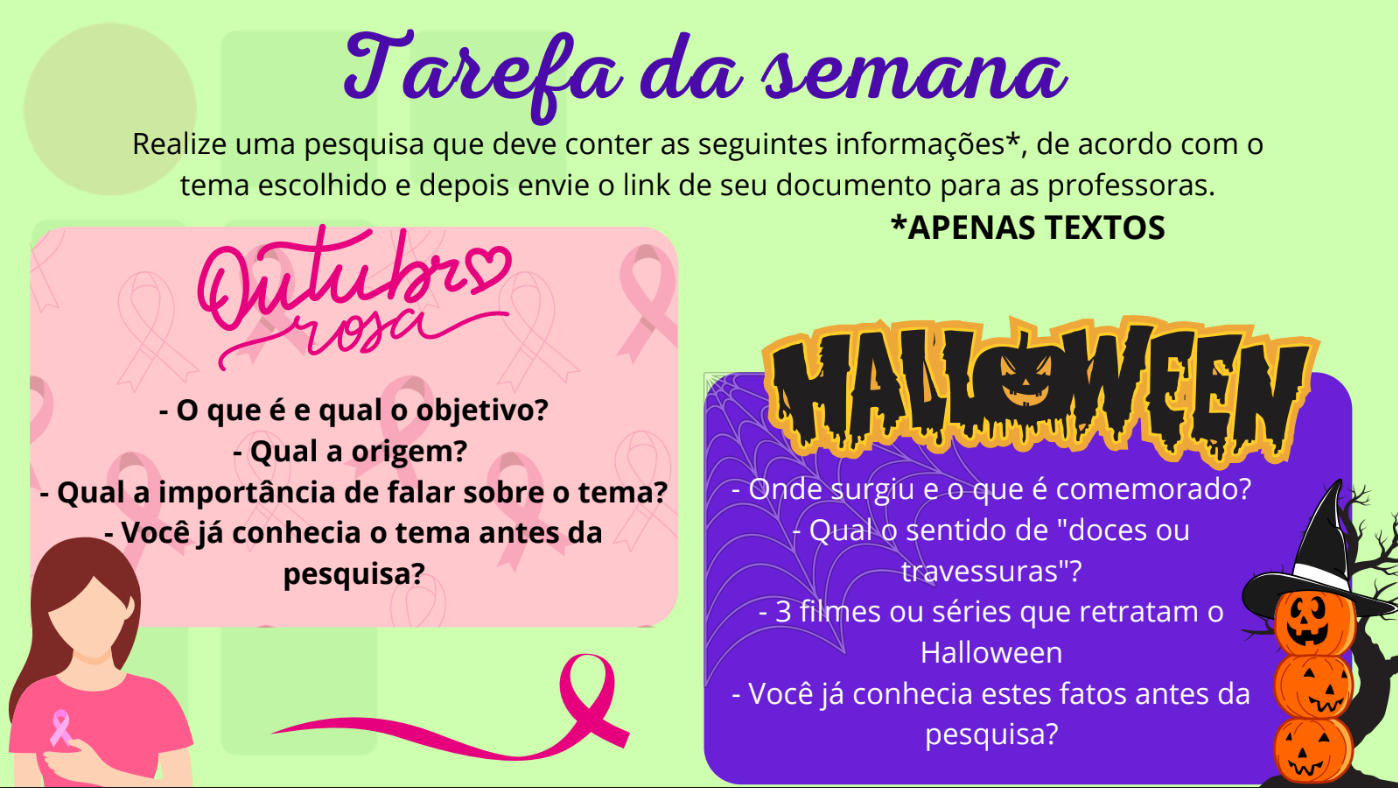 Tarefa da semana
Realize uma pesquisa que deve conter as seguintes informações*, de acordo com o
tema escolhido e depois envie o link de seu documento para as professoras.
*APENAS TEXTOS
Outubro
rosa
- O que é e qual o objetivo?
- Qual a origem?
- Qual a importância de falar sobre o tema?
- Você já conhecia o tema antes da
pesquisa?
HALLOWEEN
- Onde surgiu e o que é comemorado?
- Qual o sentido de "doces ou
travessuras"?
- 3 filmes ou séries que retratam o
Halloween
- Você já conhecia estes fatos antes da
pesquisa?